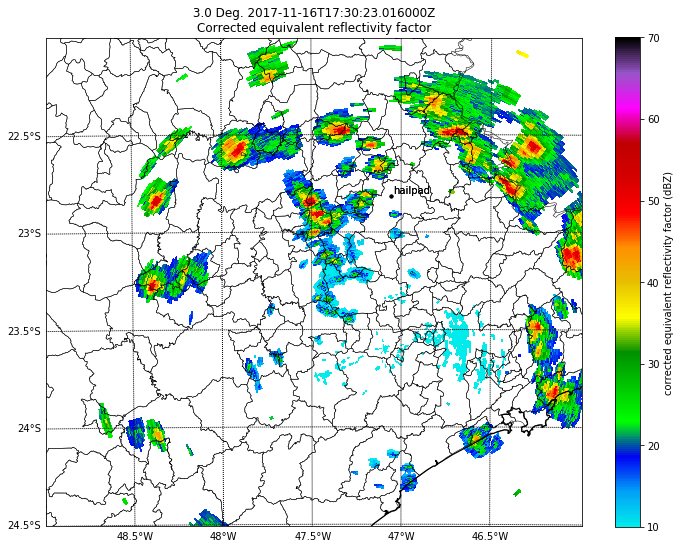 3.0 Deg. 2017-11-16T17:30:23.016000Z
Corrected equivalent reflectivity factor
22.5°S
23°S
23.5°S
24°S
24.5°S
48.5°W
48°W
47.5°W
47°W
46.5°W
hailpad
70
60
50
40
30
20
10
corrected equivalent reflectivity factor (dBZ)